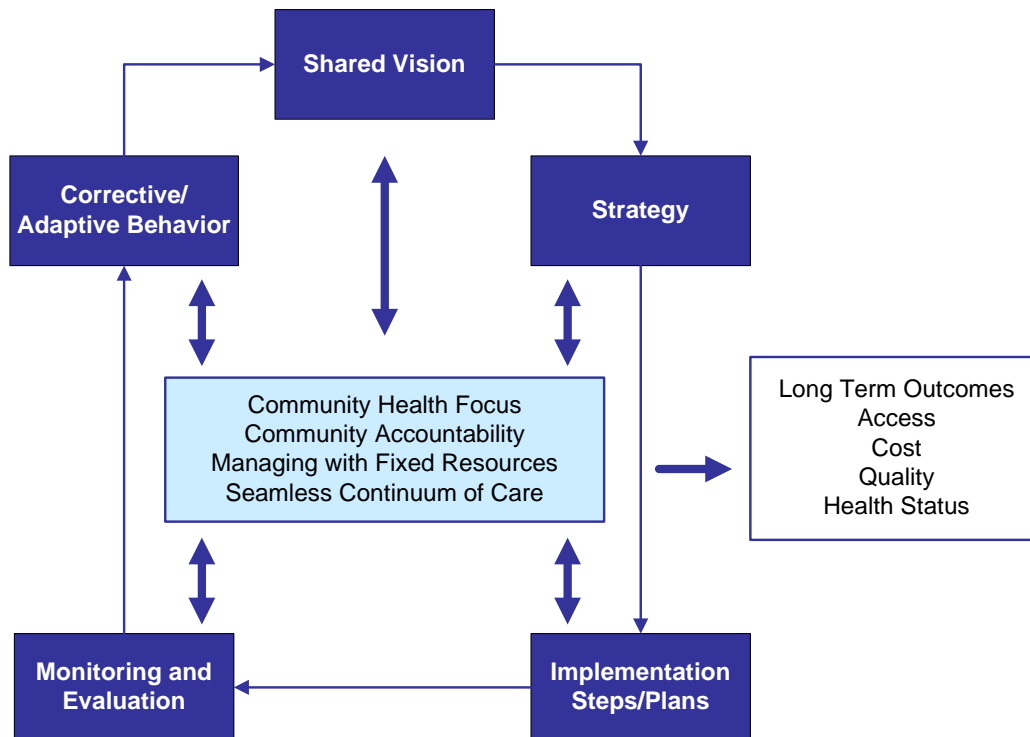 Shared Vision
Corrective/
Adaptive Behavior
Strategy
Community Health Focus
Community Accountability
Managing with Fixed Resources
Seamless Continuum of Care
Long Term Outcomes
Access
Cost
Quality
Health Status
Monitoring and
Evaluation
Implementation
Steps/Plans